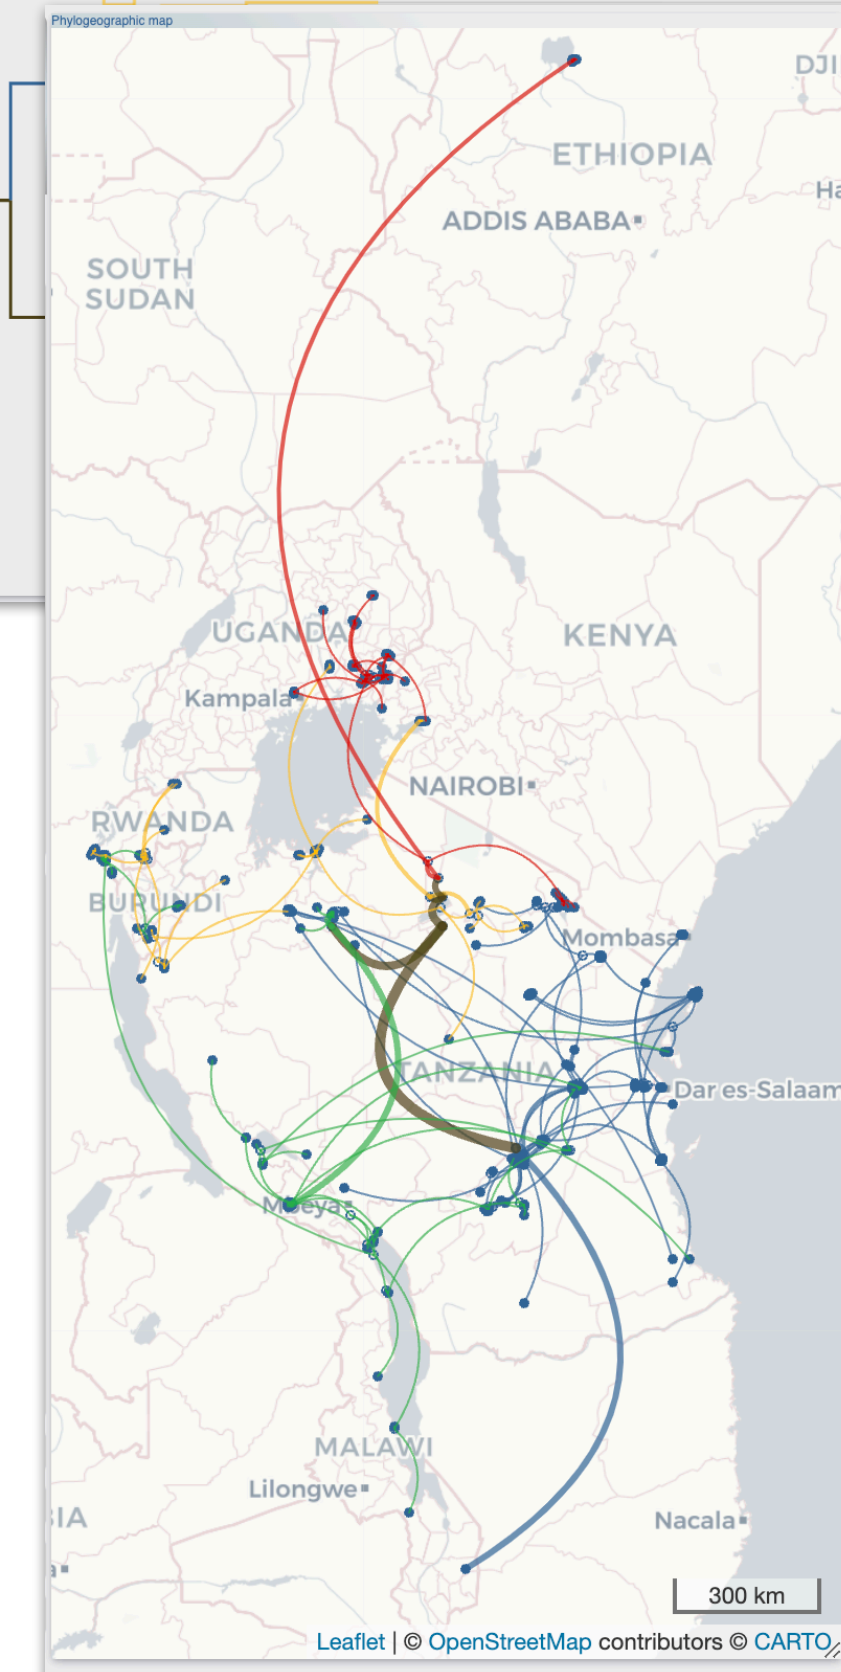 Phylogeographic map
DJI
ETHIOPIA
Ha
ADDIS ABABA
SOUTH
SUDAN
UGANDA
KENYA
Kampala
NAIROBI
RWANDA
BURUNDI
Mombasa
TANZANIA
Dar es-Salaam
Mbeya
MALAWI
Lilongwe
BIA
Nacala
a
300 km
Leaflet | © OpenStreetMap contributors © CARTO